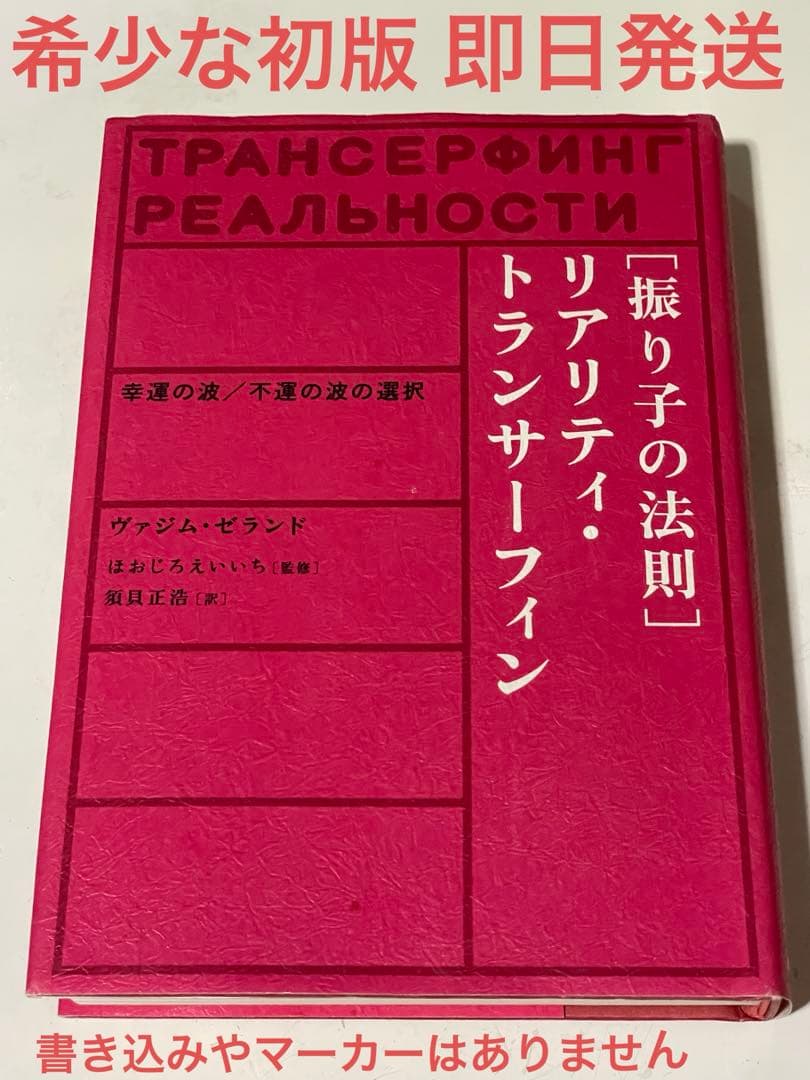 希少な初版 即日発送
ТРАНСЕРФИНГ
РЕАЛЬНОСТИ
[振り子の法則]
リアリティ・
トランサーフィン
幸運の波／不運の波の選択
ヴァジム・ゼランド
ほおじろえいいち[監修]
須貝正浩[訳]
書き込みやマーカーはありません